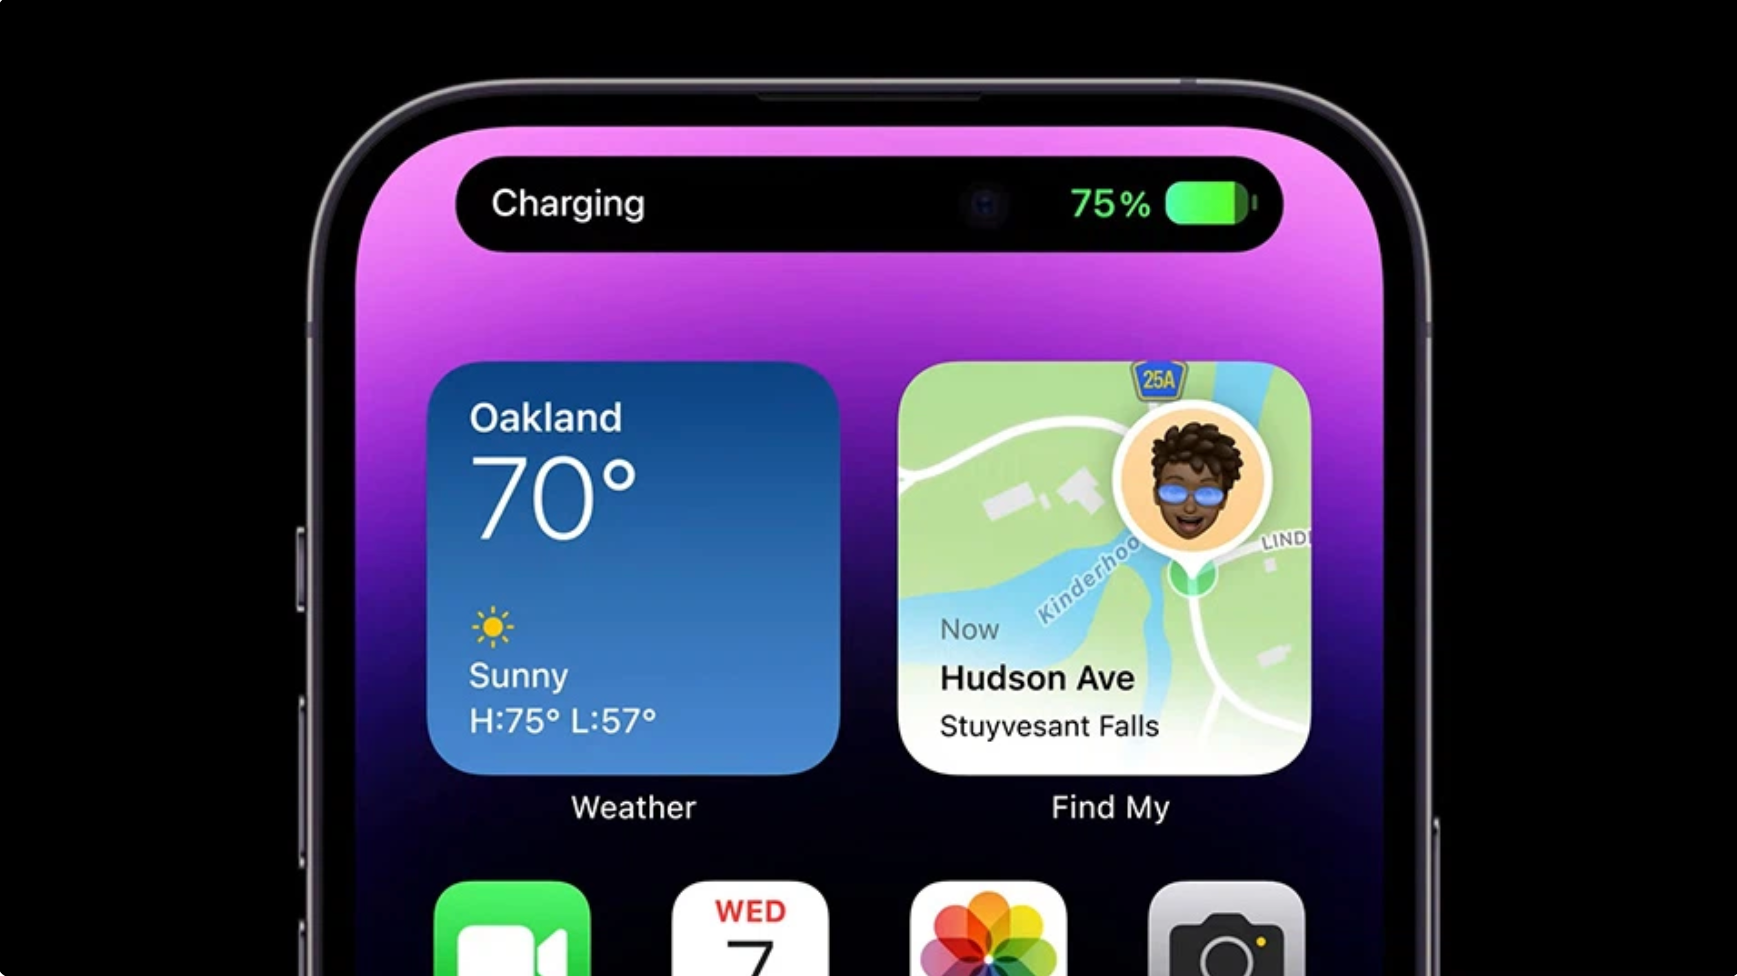 Charging
75%
Oakland
70°
Sunny
H:75° L:57°
Weather
25A
LIND
Kinderhoo
Now
Hudson Ave
Stuyvesant Falls
Find My
WED
7